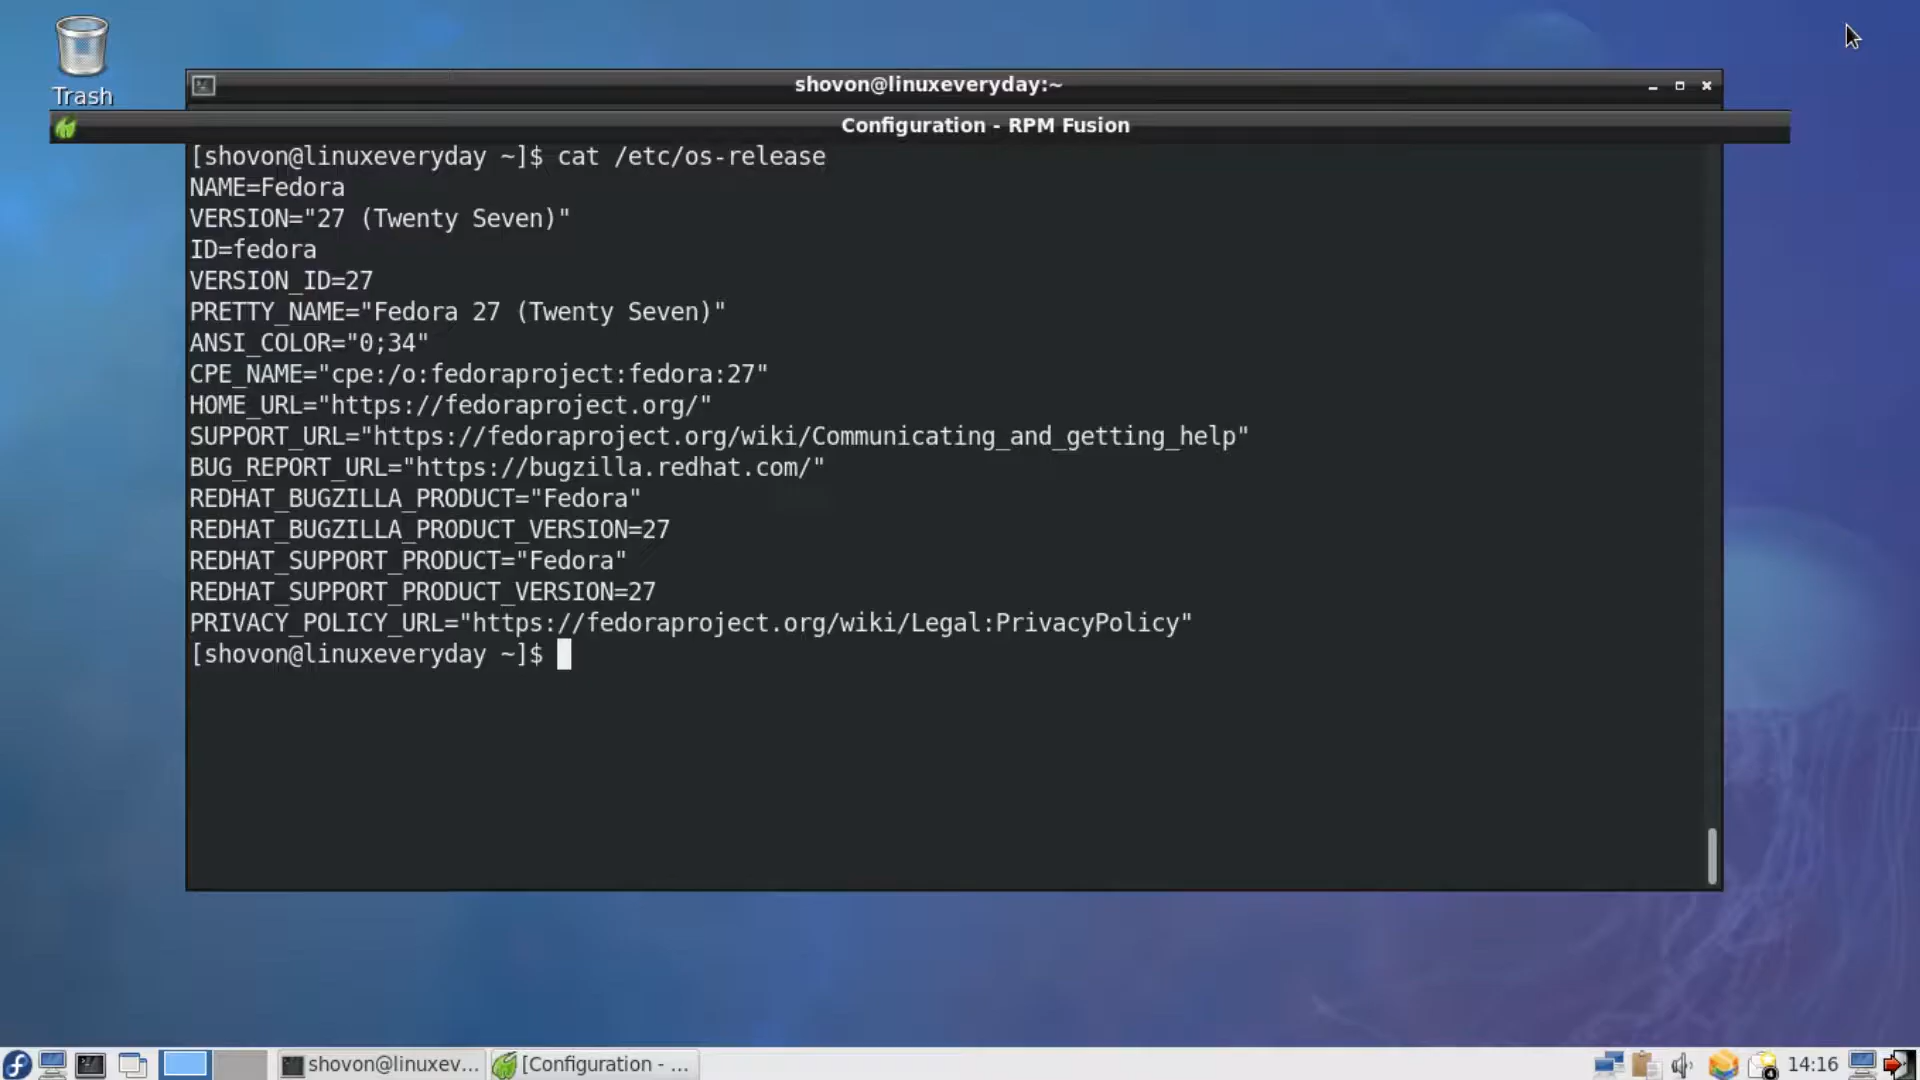 Trash
shovon@linuxeveryday:~
Configuration - RPM Fusion
[shovon@linuxeveryday ~]$ cat /etc/os-release
NAME=Fedora
VERSION="27 (Twenty Seven)"
ID=fedora
VERSION_ID=27
PRETTY_NAME="Fedora 27 (Twenty Seven)"
ANSI_COLOR="0;34"
CPE_NAME="cpe:/o:fedoraproject:fedora:27"
HOME_URL="https://fedoraproject.org/"
SUPPORT_URL="https://fedoraproject.org/wiki/Communicating_and_getting_help"
BUG_REPORT_URL="https://bugzilla.redhat.com/"
REDHAT_BUGZILLA_PRODUCT="Fedora"
REDHAT_BUGZILLA_PRODUCT_VERSION=27
REDHAT_SUPPORT_PRODUCT="Fedora"
REDHAT_SUPPORT_PRODUCT_VERSION=27
PRIVACY_POLICY_URL="https://fedoraproject.org/wiki/Legal:PrivacyPolicy"
[shovon@linuxeveryday ~]$
shovon@linuxev... [Configuration - ... 14:16